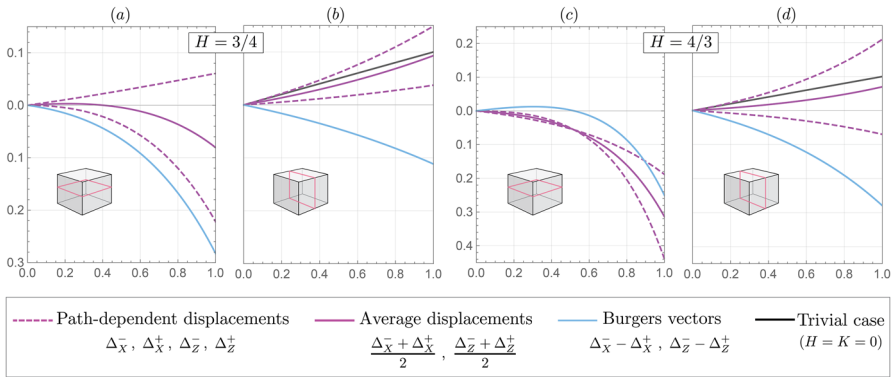 (a) (b) (c) (d)
H = 3/4 H = 4/3
0.1 0.2
0.0 0.1
0.1 0.0
0.2 0.1
0.3 0.2
0.3
0.4
0.0 0.2 0.4 0.6 0.8 1.0 0.0 0.2 0.4 0.6 0.8 1.0 0.0 0.2 0.4 0.6 0.8 1.0 0.0 0.2 0.4 0.6 0.8 1.0
Path-dependent displacements Average displacements Burgers vectors Trivial case
Δ_X^- , Δ_X^+ , Δ_Z^- , Δ_Z^+ (Δ_X^- + Δ_X^+)/2 , (Δ_Z^- + Δ_Z^+)/2 Δ_X^- − Δ_X^+ , Δ_Z^- − Δ_Z^+ (H = K = 0)